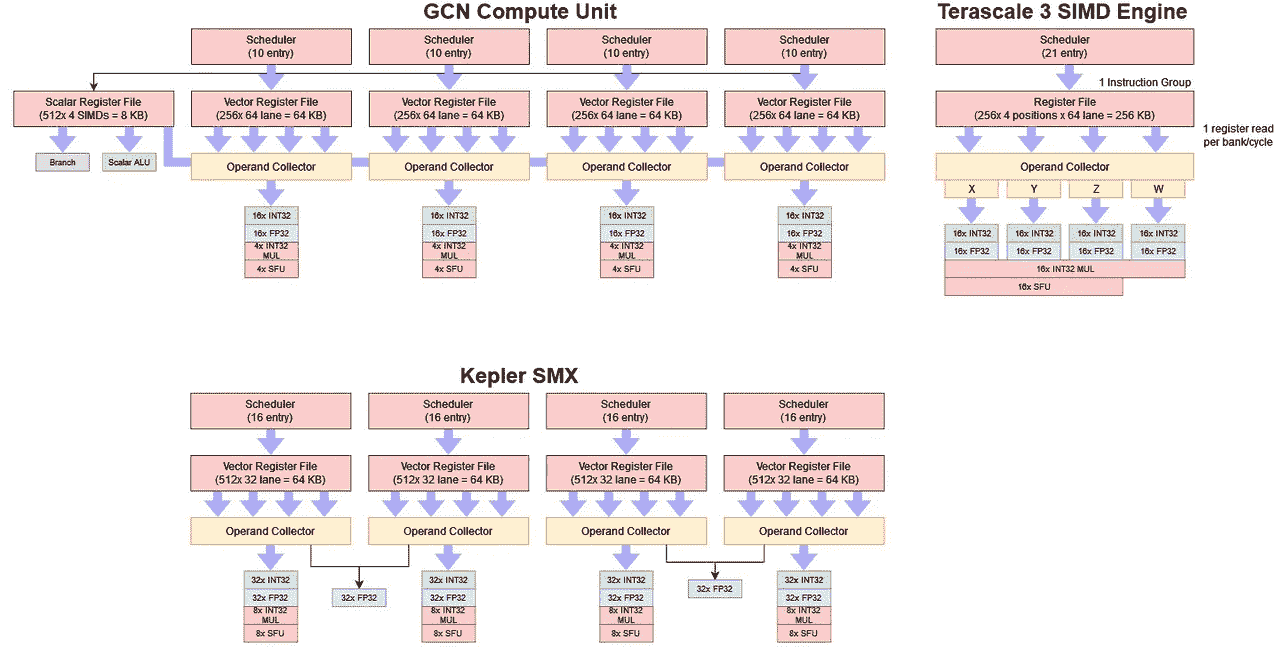 GCN Compute Unit
Terascale 3 SIMD Engine
Scheduler
(10 entry)
Scheduler
(10 entry)
Scheduler
(10 entry)
Scheduler
(10 entry)
Scheduler
(21 entry)
1 Instruction Group
Scalar Register File
(512x 4 SIMDs = 8 KB)
Vector Register File
(256x 64 lane = 64 KB)
Vector Register File
(256x 64 lane = 64 KB)
Vector Register File
(256x 64 lane = 64 KB)
Vector Register File
(256x 64 lane = 64 KB)
Register File
(256x 4 positions x 64 lane = 256 KB)
1 register read
per bank/cycle
Branch
Scalar ALU
Operand Collector
Operand Collector
Operand Collector
Operand Collector
Operand Collector
X
Y
Z
W
16x INT32
16x FP32
4x INT32
MUL
4x SFU
16x INT32
16x FP32
4x INT32
MUL
4x SFU
16x INT32
16x FP32
4x INT32
MUL
4x SFU
16x INT32
16x FP32
4x INT32
MUL
4x SFU
16x INT32
16x FP32
16x INT32
16x FP32
16x INT32
16x FP32
16x INT32
16x FP32
16x INT32 MUL
16x SFU
Kepler SMX
Scheduler
(16 entry)
Scheduler
(16 entry)
Scheduler
(16 entry)
Scheduler
(16 entry)
Vector Register File
(512x 32 lane = 64 KB)
Vector Register File
(512x 32 lane = 64 KB)
Vector Register File
(512x 32 lane = 64 KB)
Vector Register File
(512x 32 lane = 64 KB)
Operand Collector
Operand Collector
Operand Collector
Operand Collector
32x INT32
32x FP32
8x INT32
MUL
8x SFU
32x FP32
32x INT32
32x FP32
8x INT32
MUL
8x SFU
32x INT32
32x FP32
8x INT32
MUL
8x SFU
32x FP32
32x INT32
32x FP32
8x INT32
MUL
8x SFU